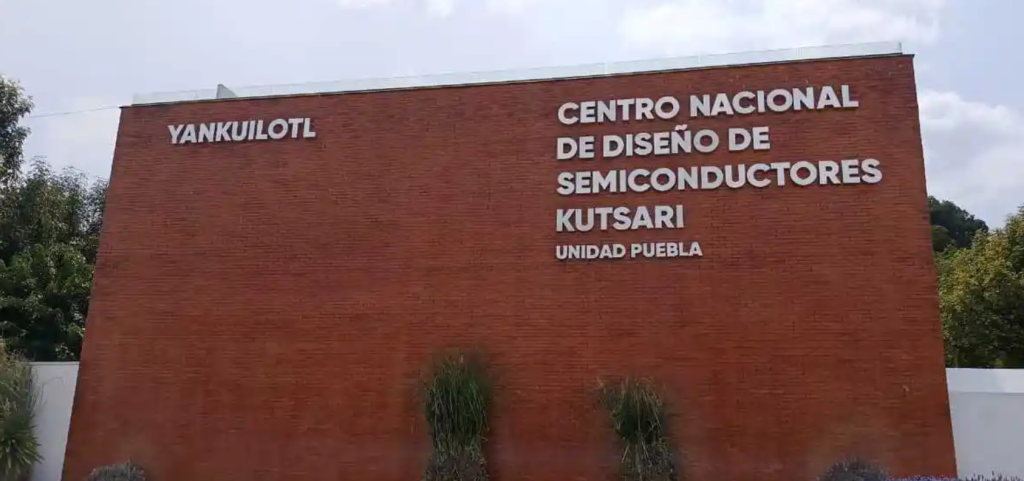 YANKUILOTL
CENTRO NACIONAL
DE DISEÑO DE
SEMICONDUCTORES
KUTSARI
UNIDAD PUEBLA